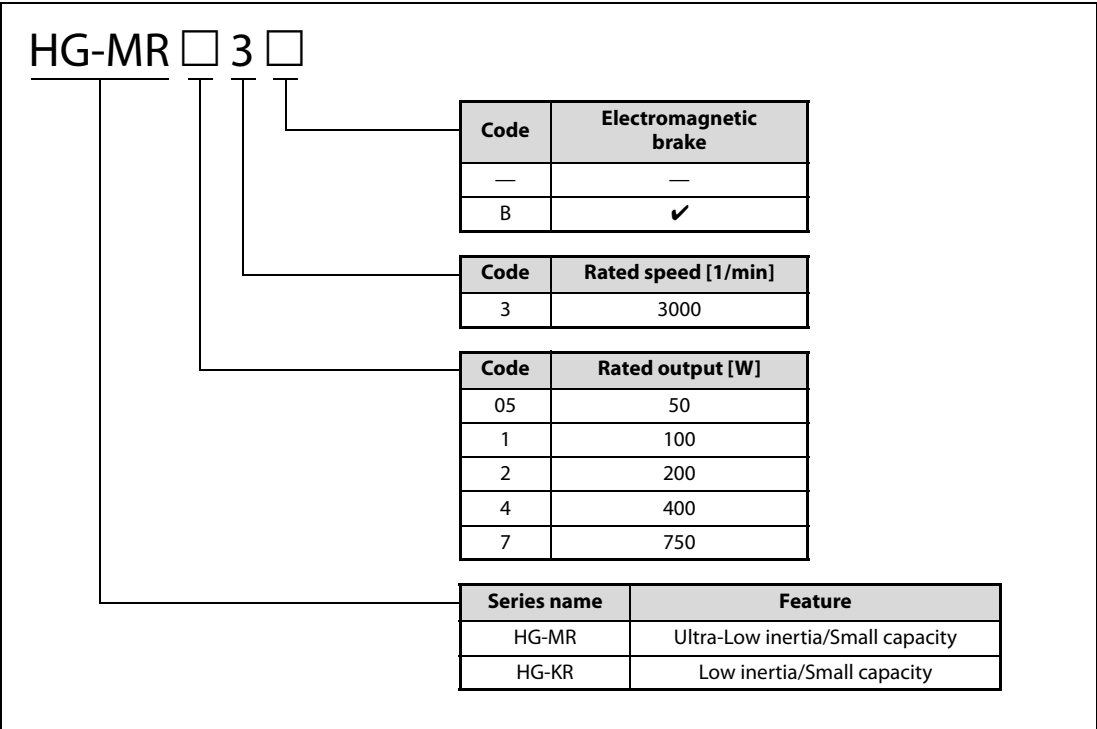 HG-MR □ 3 □
Code Electromagnetic brake
— —
B ✔
Code Rated speed [1/min]
3 3000
Code Rated output [W]
05 50
1 100
2 200
4 400
7 750
Series name Feature
HG-MR Ultra-Low inertia/Small capacity
HG-KR Low inertia/Small capacity